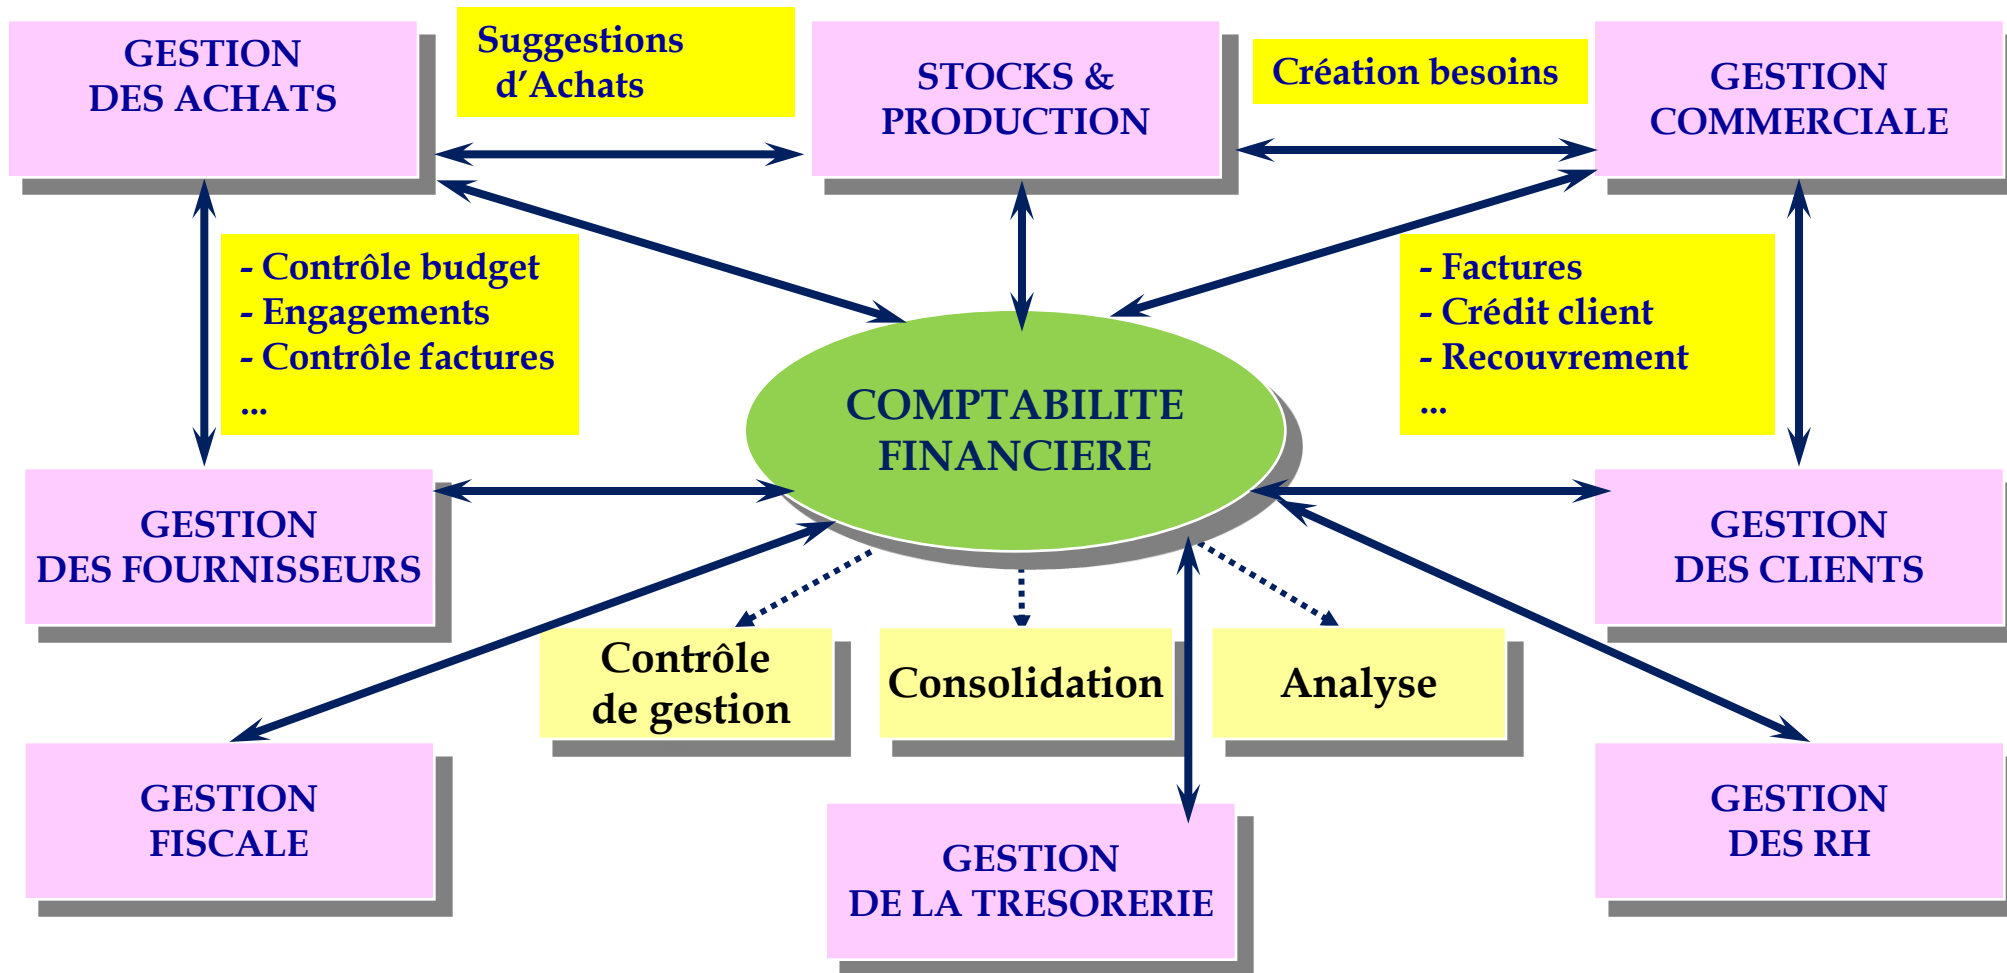 GESTION
DES ACHATS
Suggestions
d’Achats
STOCKS &
PRODUCTION
Création besoins
GESTION
COMMERCIALE
- Contrôle budget
- Engagements
- Contrôle factures
...
- Factures
- Crédit client
- Recouvrement
...
COMPTABILITE
FINANCIERE
GESTION
DES FOURNISSEURS
GESTION
DES CLIENTS
Contrôle
de gestion
Consolidation
Analyse
GESTION
FISCALE
GESTION
DE LA TRESORERIE
GESTION
DES RH